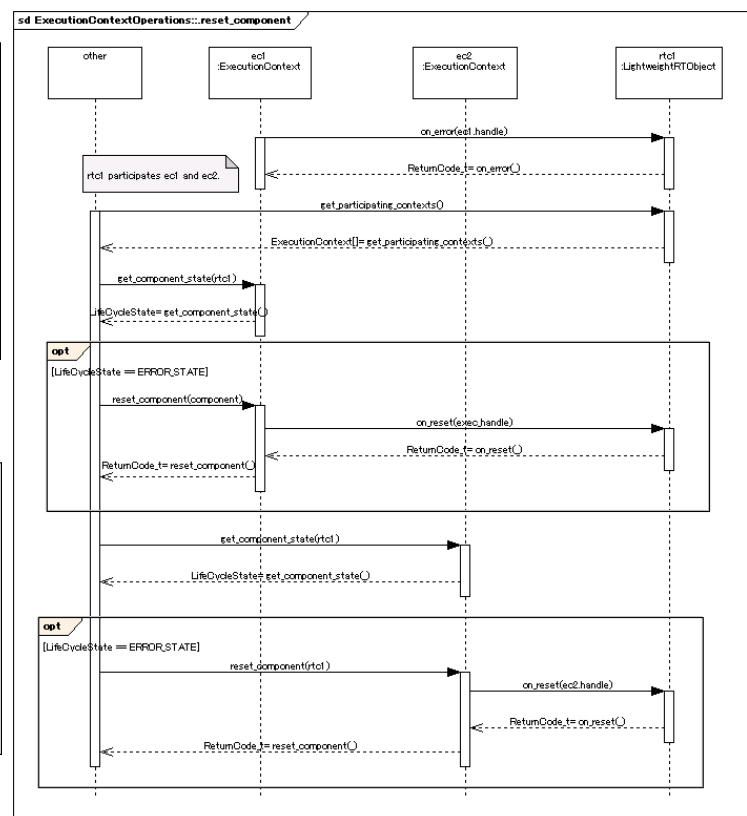 sd ExecutionContextOperations::.reset_component
other
ec1
:ExecutionContext
ec2
:ExecutionContext
rtc1
:LightweightRTObject
on_error(ec1.handle)
ReturnCode_t= on_error(_)
rtc1 participates ec1 and ec2.
get_participating_contexts()
ExecutionContext[]= get_participating_contexts(_)
get_component_state(rtc1)
LifeCycleState= get_component_state(_)
opt
[LifeCycleState == ERROR_STATE]
reset_component(component)
on_reset(exec_handle)
ReturnCode_t= on_reset(_)
ReturnCode_t= reset_component(_)
get_component_state(rtc1)
LifeCycleState= get_component_state(_)
opt
[LifeCycleState == ERROR_STATE]
reset_component(rtc1)
on_reset(ec2.handle)
ReturnCode_t= on_reset(_)
ReturnCode_t= reset_component(_)